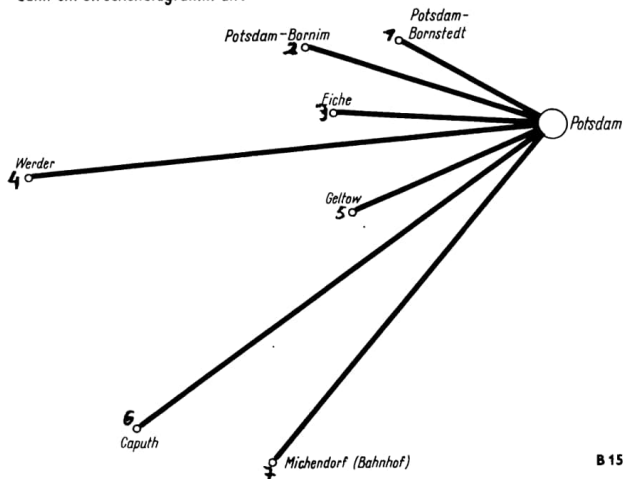 Potsdam-
Bornstedt
1
Potsdam-Bornim
2
Eiche
3
Potsdam
Werder
4
Geltow
5
6
Caputh
7
Michendorf (Bahnhof)
B 15